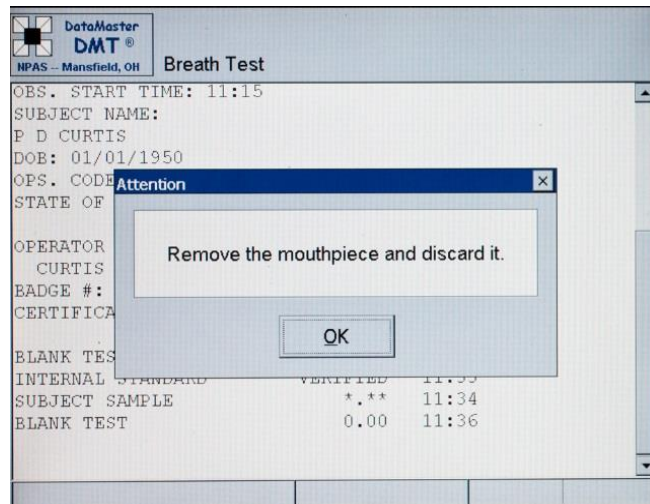 DataMaster
DMT ®
NPAS -- Mansfield, OH
Breath Test
OBS. START TIME: 11:15
SUBJECT NAME:
P D CURTIS
DOB: 01/01/1950
OPS. CODE
STATE OF
Attention
Remove the mouthpiece and discard it.
OK
OPERATOR
CURTIS
BADGE #:
CERTIFICA
BLANK TES
INTERNAL STANDARD VERIFIED
SUBJECT SAMPLE *.** 11:34
BLANK TEST 0.00 11:36